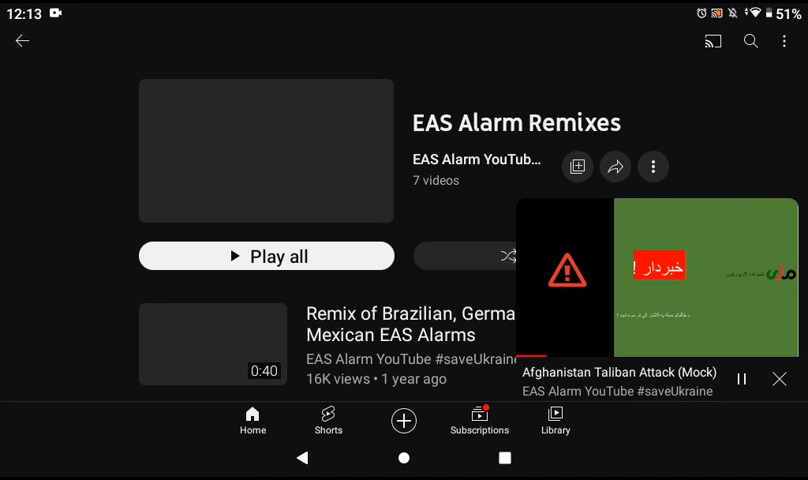 12:13
51%
EAS Alarm Remixes
EAS Alarm YouTub...
7 videos
Play all
خبردار !
Remix of Brazilian, Germa
Mexican EAS Alarms
EAS Alarm YouTube #saveUkraine
16K views • 1 year ago
0:40
Afghanistan Taliban Attack (Mock)
EAS Alarm YouTube #saveUkraine
Home
Shorts
Subscriptions
Library